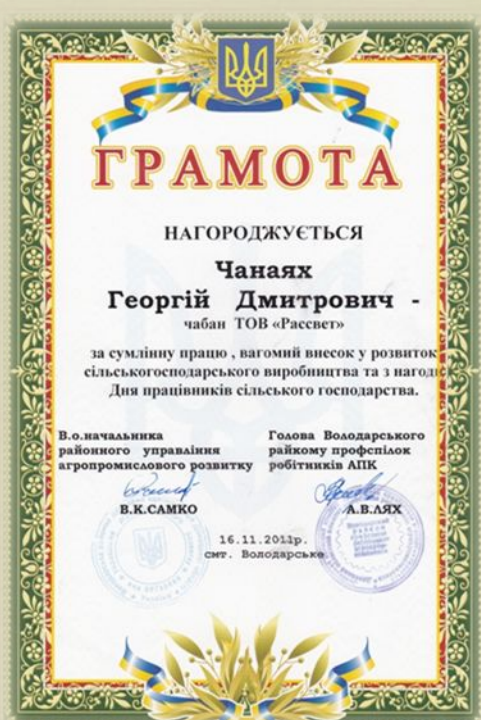 ГРАМОТА
НАГОРОДЖУЄТЬСЯ
Чанаях
Георгій Дмитрович -
чабан ТОВ «Рассвет»
за сумлінну працю , вагомий внесок у розвиток
сільськогосподарського виробництва та з нагоди
Дня працівників сільського господарства.
В.о.начальника
районного управління
агропромислового розвитку
В.К.САМКО
Голова Володарського
райкому профспілок
робітників АПК
А.В.ЛЯХ
16.11.2011р.
смт. Володарське